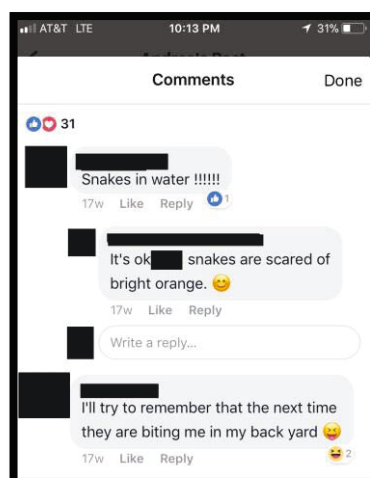 AT&T LTE 10:13 PM 31%
Comments Done
31
Snakes in water !!!!!!
17w Like Reply 1
It's ok snakes are scared of
bright orange. 😊
17w Like Reply
Write a reply...
I'll try to remember that the next time
they are biting me in my back yard 😝
17w Like Reply 😆 2